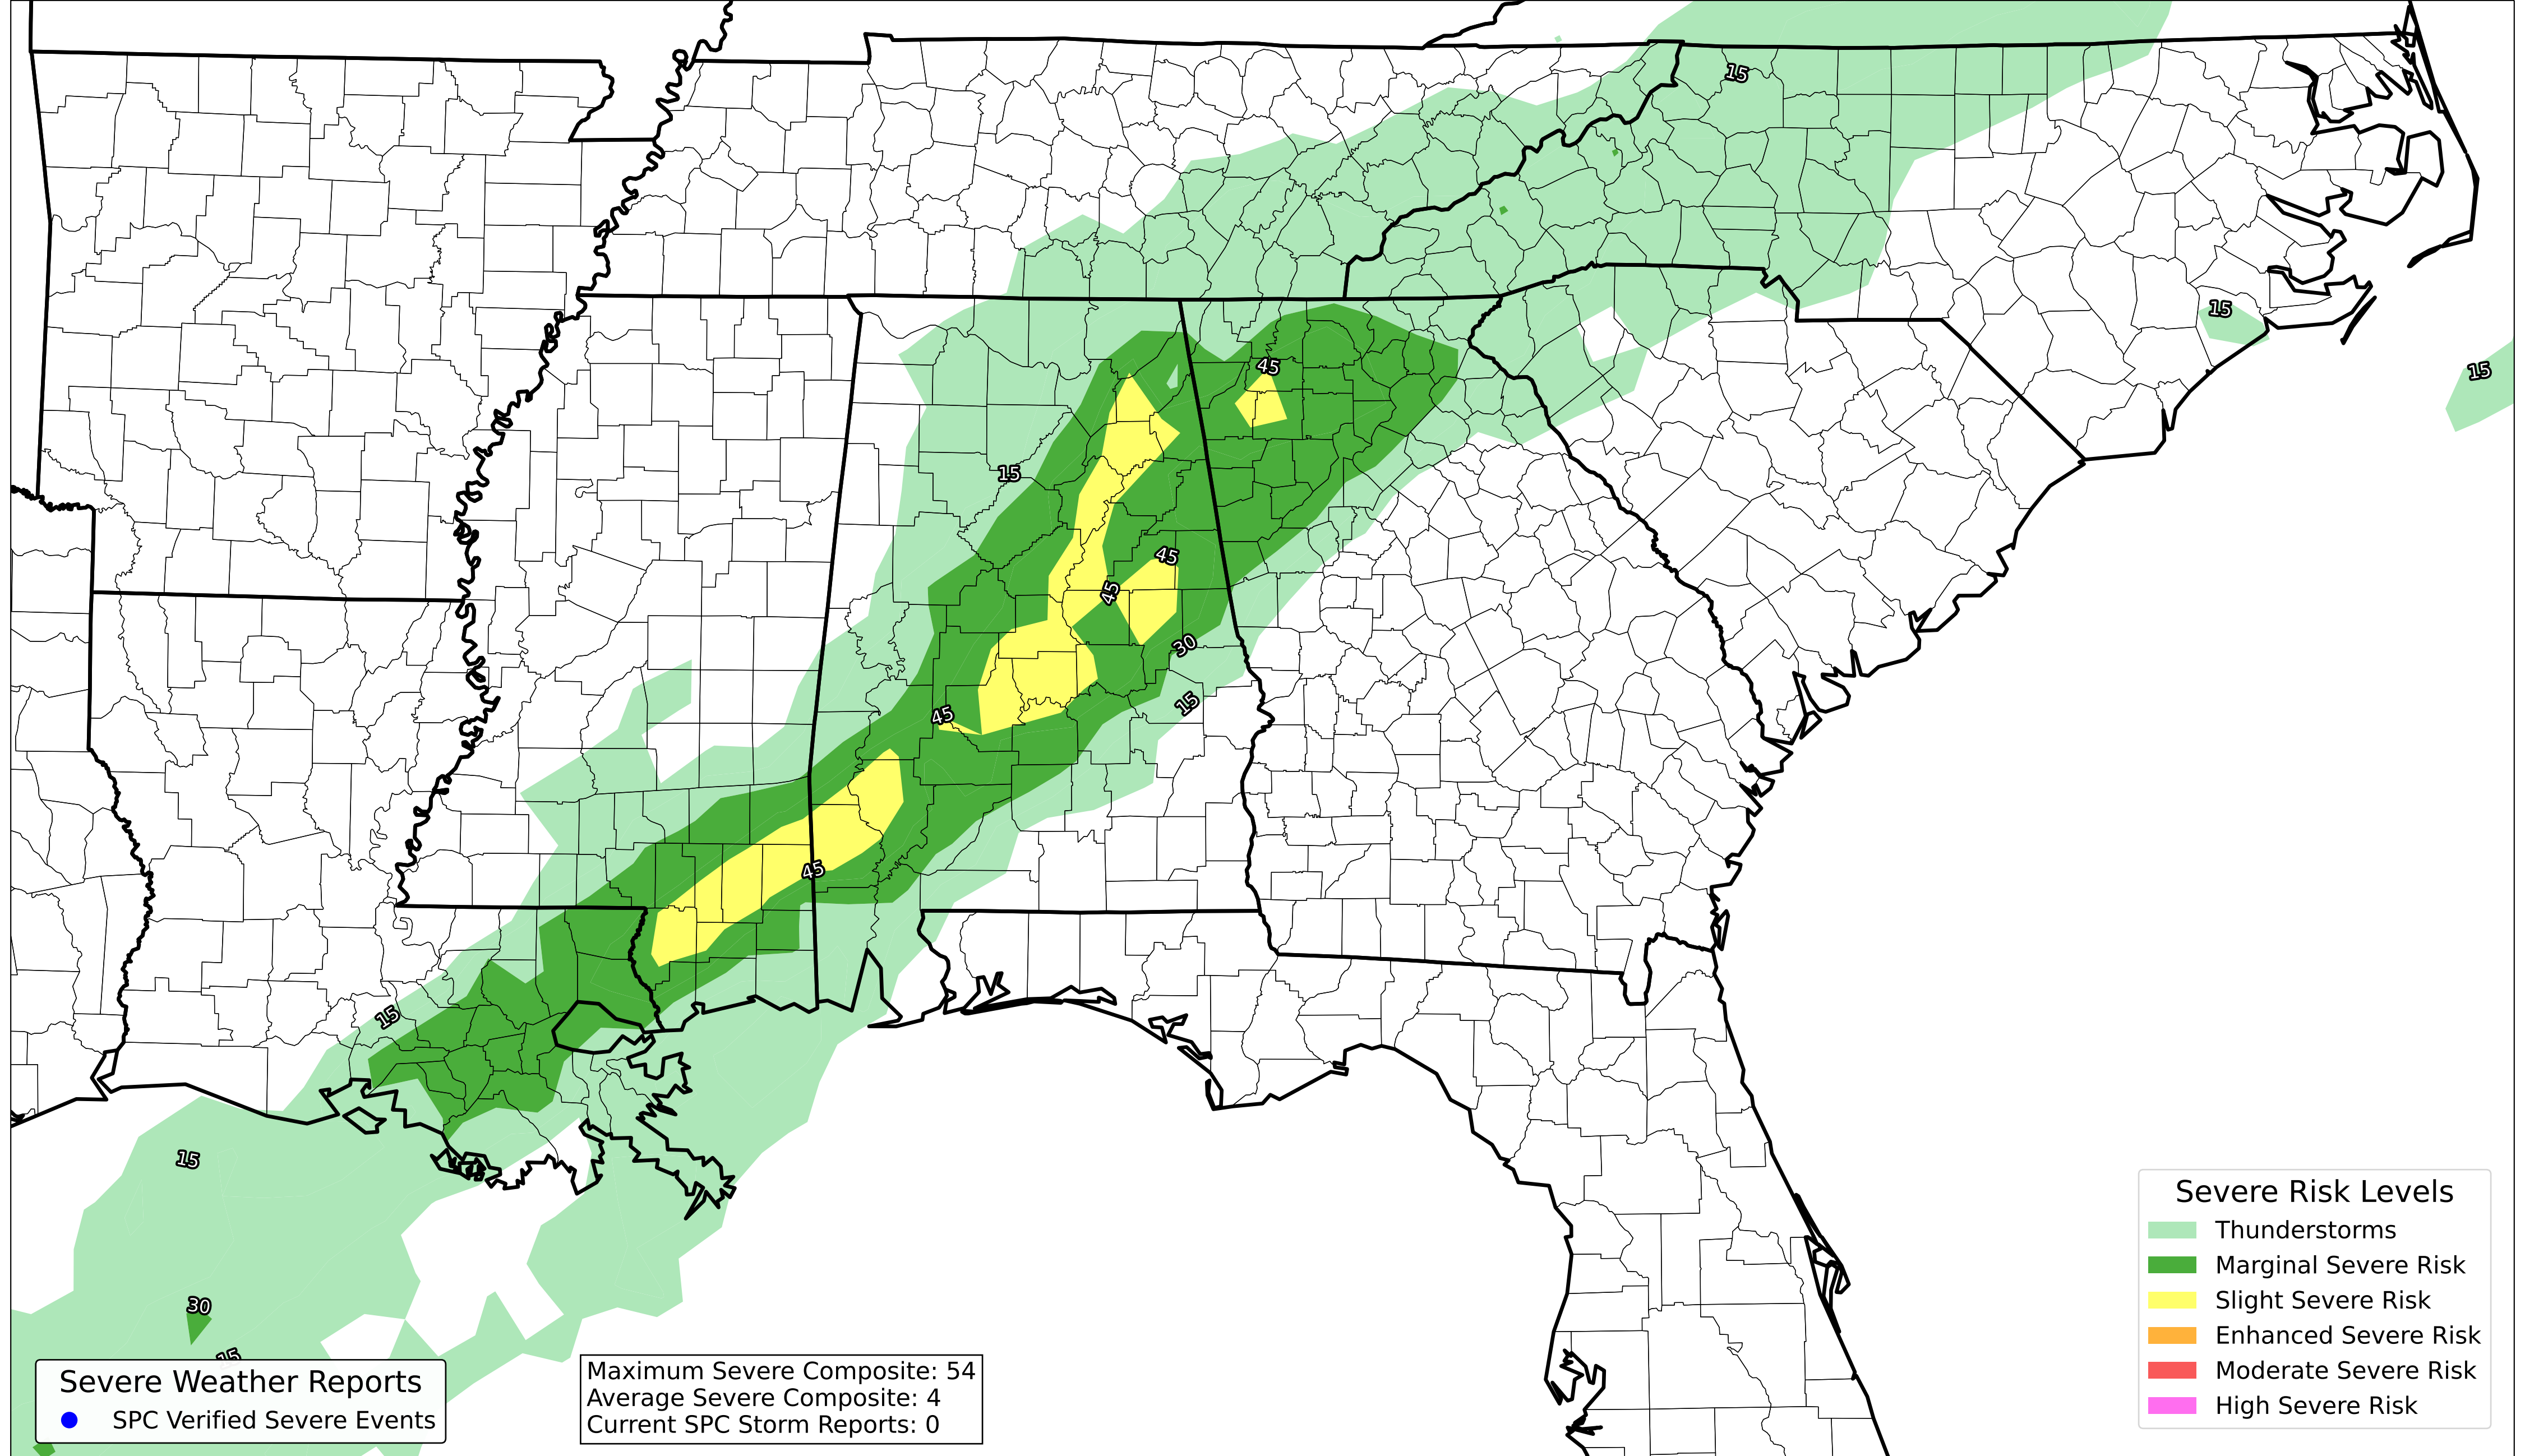 15
15
15
45
15
45
45
30
15
45
45
15
15
30
15
Severe Weather Reports
SPC Verified Severe Events
Maximum Severe Composite: 54
Average Severe Composite: 4
Current SPC Storm Reports: 0
Severe Risk Levels
Thunderstorms
Marginal Severe Risk
Slight Severe Risk
Enhanced Severe Risk
Moderate Severe Risk
High Severe Risk